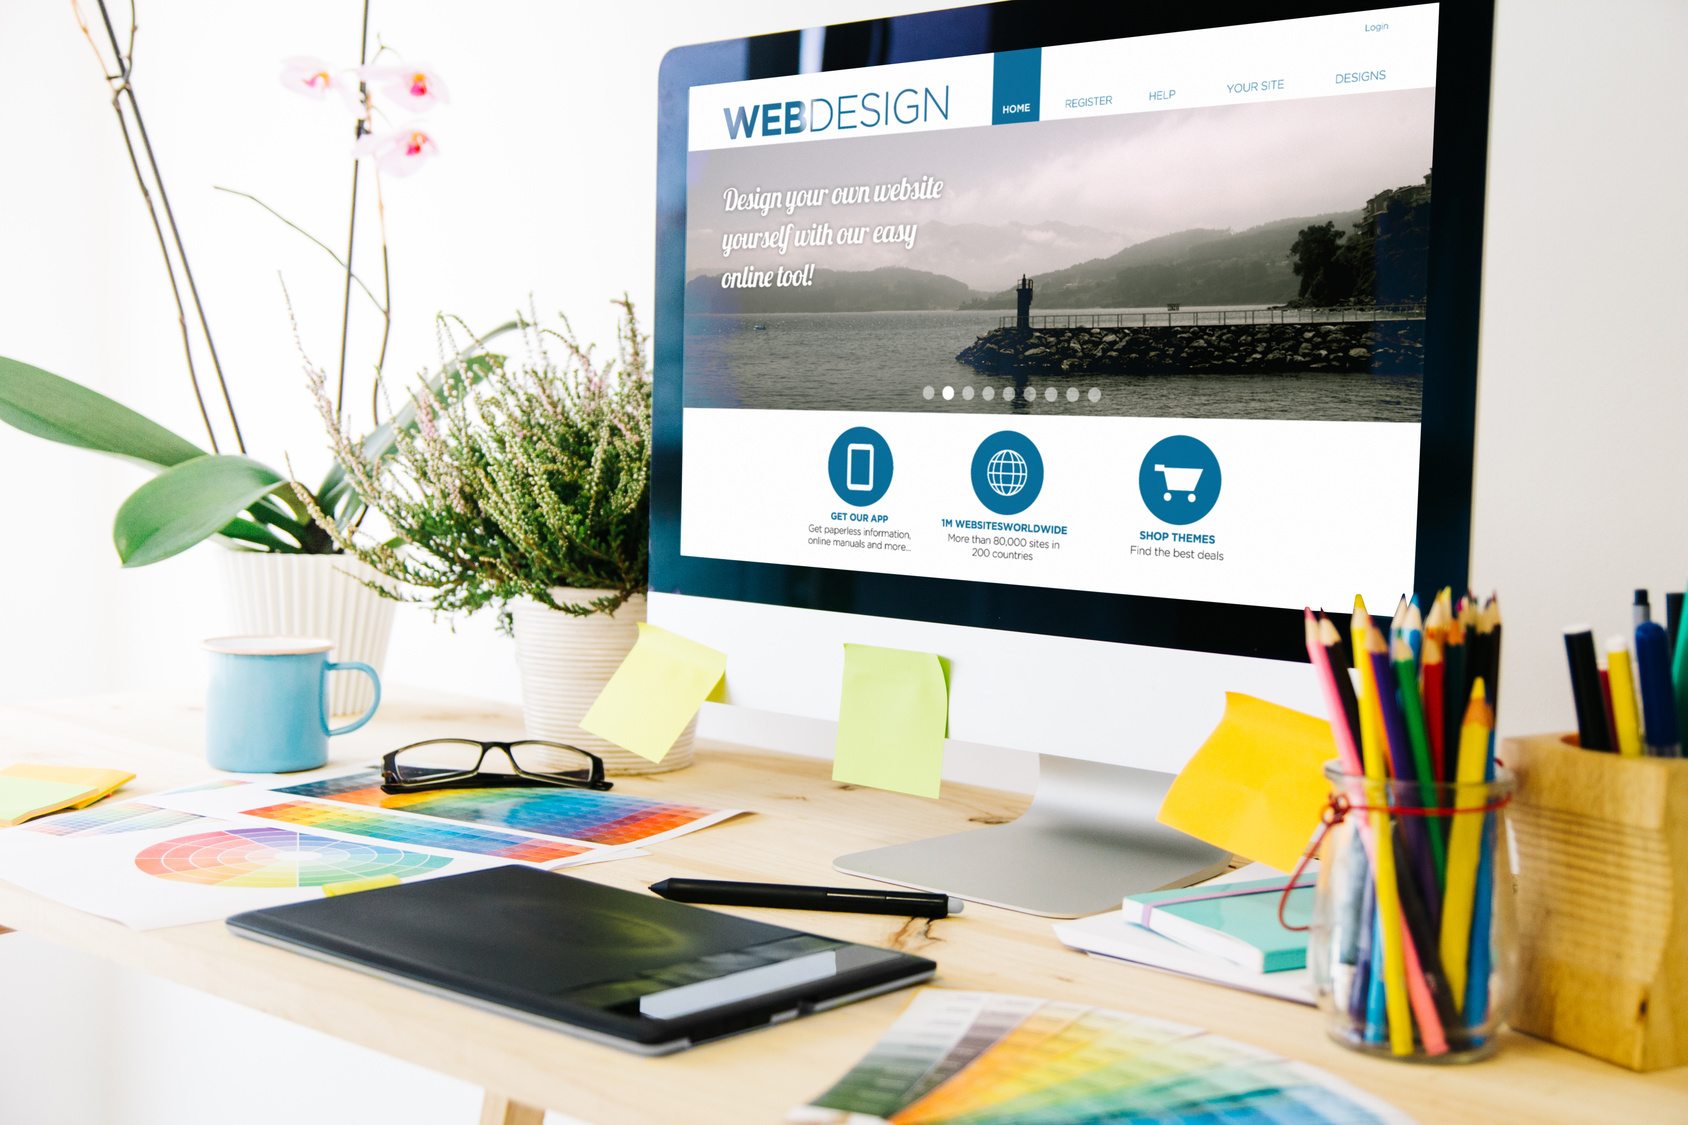 Login
WEBDESIGN
HOME
REGISTER
HELP
YOUR SITE
DESIGNS
Design your own website
yourself with our easy
online tool!
GET OUR APP
Get paperless information,
online manuals and more...
1M WEBSITESWORLDWIDE
More than 80,000 sites in
200 countries
SHOP THEMES
Find the best deals